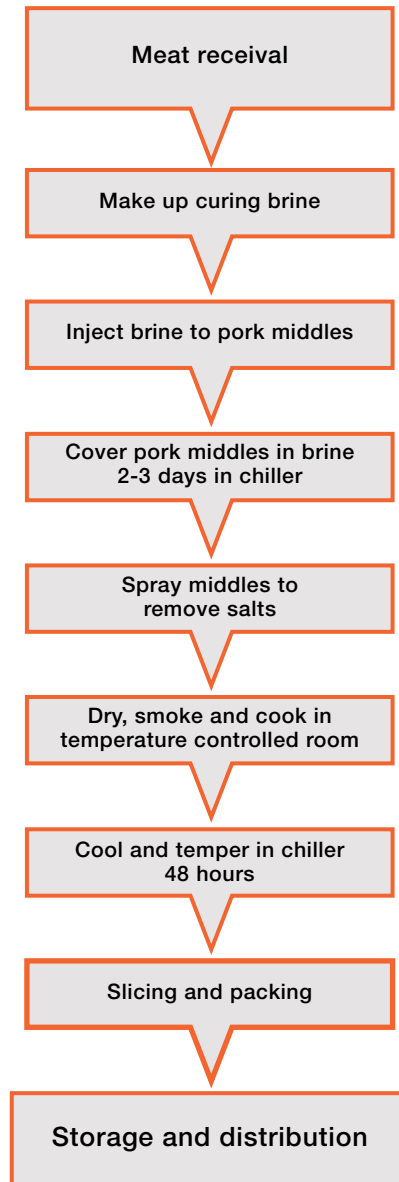 Meat receival
Make up curing brine
Inject brine to pork middles
Cover pork middles in brine
2-3 days in chiller
Spray middles to
remove salts
Dry, smoke and cook in
temperature controlled room
Cool and temper in chiller
48 hours
Slicing and packing
Storage and distribution